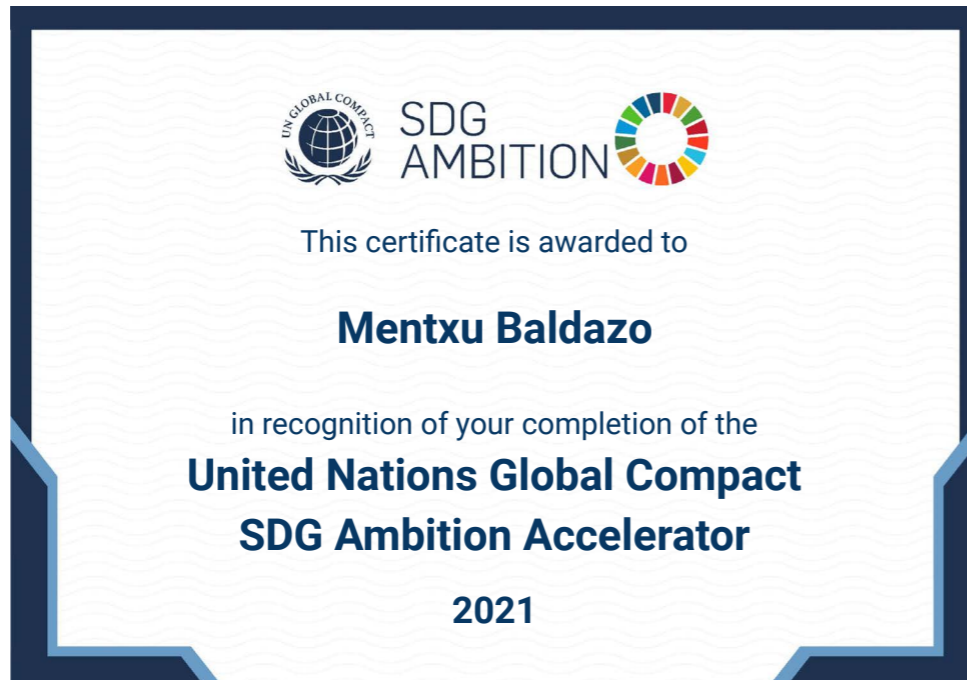 UN GLOBAL COMPACT
SDG
AMBITION
This certificate is awarded to
Mentxu Baldazo
in recognition of your completion of the
United Nations Global Compact
SDG Ambition Accelerator
2021